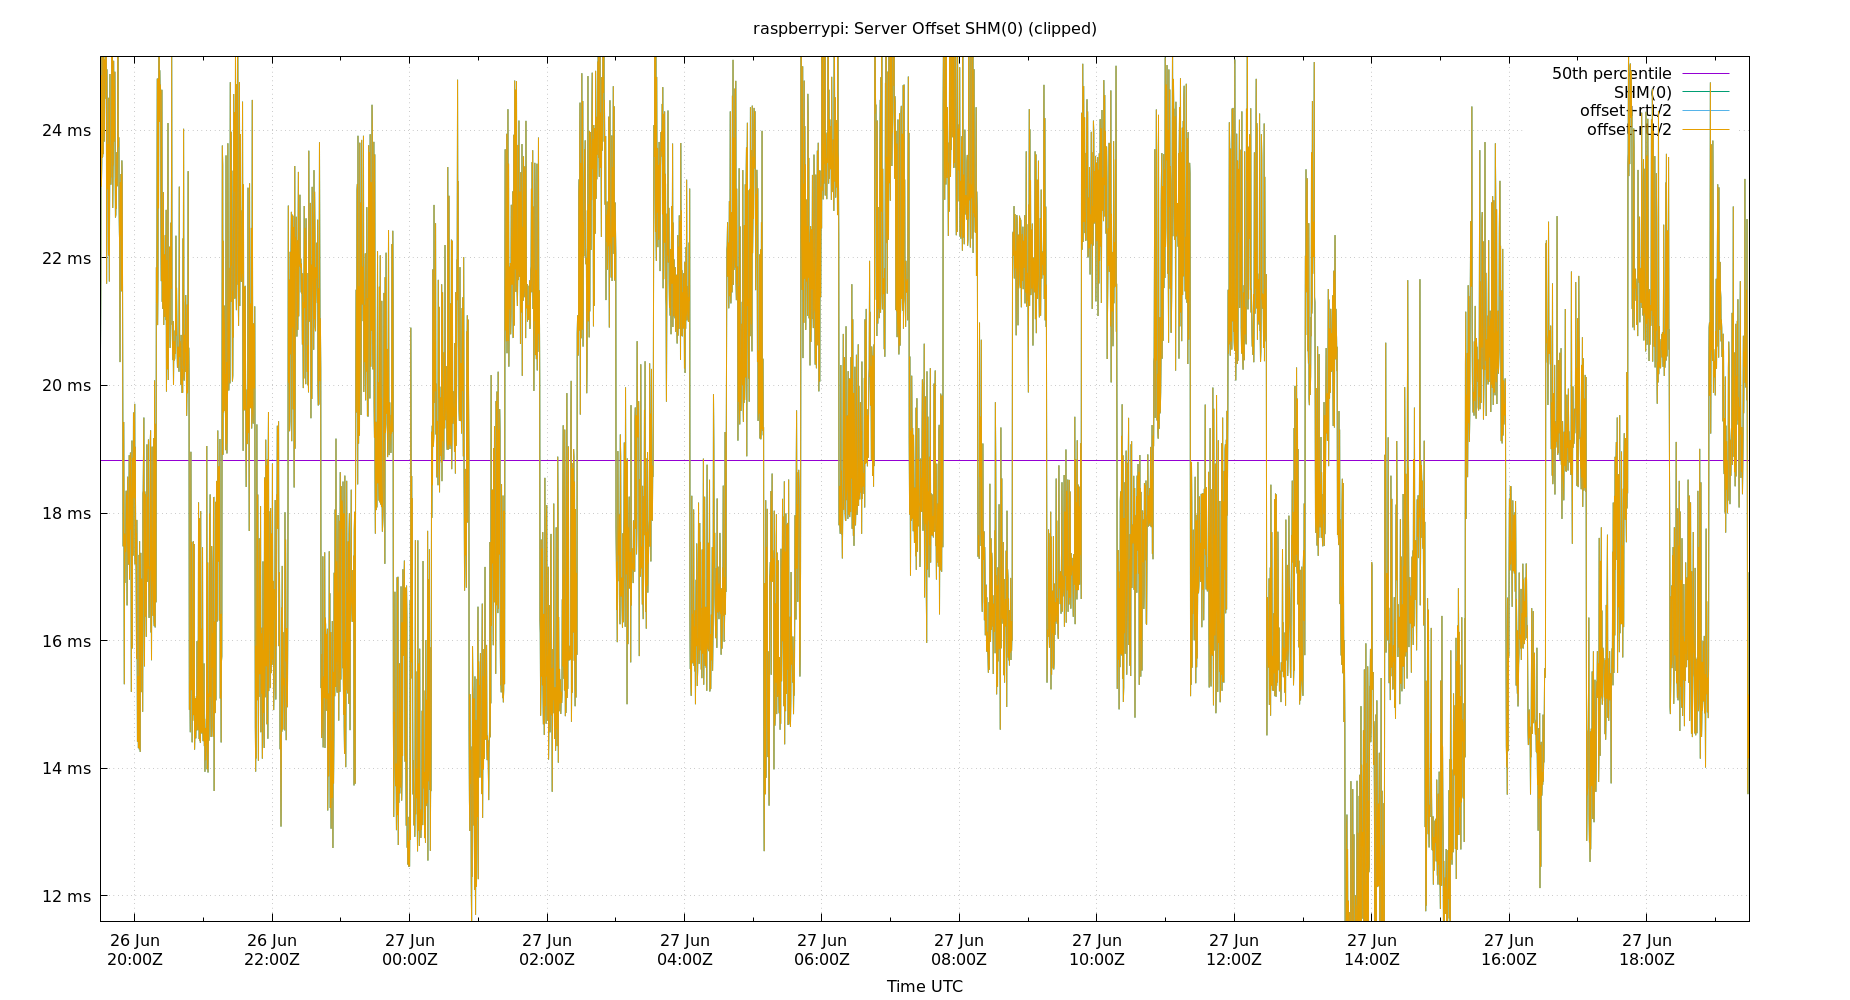 raspberrypi: Server Offset SHM(0) (clipped)
50th percentile
SHM(0)
offset+rtt/2
offset-rtt/2
24 ms
22 ms
20 ms
18 ms
16 ms
14 ms
12 ms
26 Jun 26 Jun 27 Jun 27 Jun 27 Jun 27 Jun 27 Jun 27 Jun 27 Jun 27 Jun 27 Jun 27 Jun
20:00Z 22:00Z 00:00Z 02:00Z 04:00Z 06:00Z 08:00Z 10:00Z 12:00Z 14:00Z 16:00Z 18:00Z
Time UTC